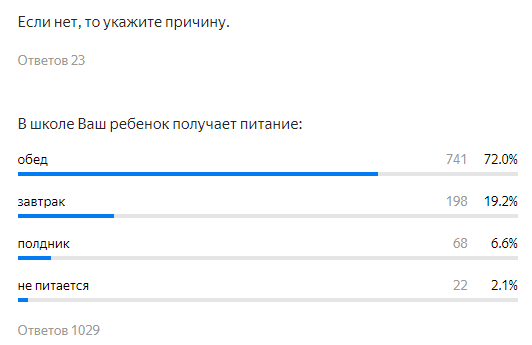 Если нет, то укажите причину.
Ответов 23
В школе Ваш ребенок получает питание:
обед 741 72.0%
завтрак 198 19.2%
полдник 68 6.6%
не питается 22 2.1%
Ответов 1029